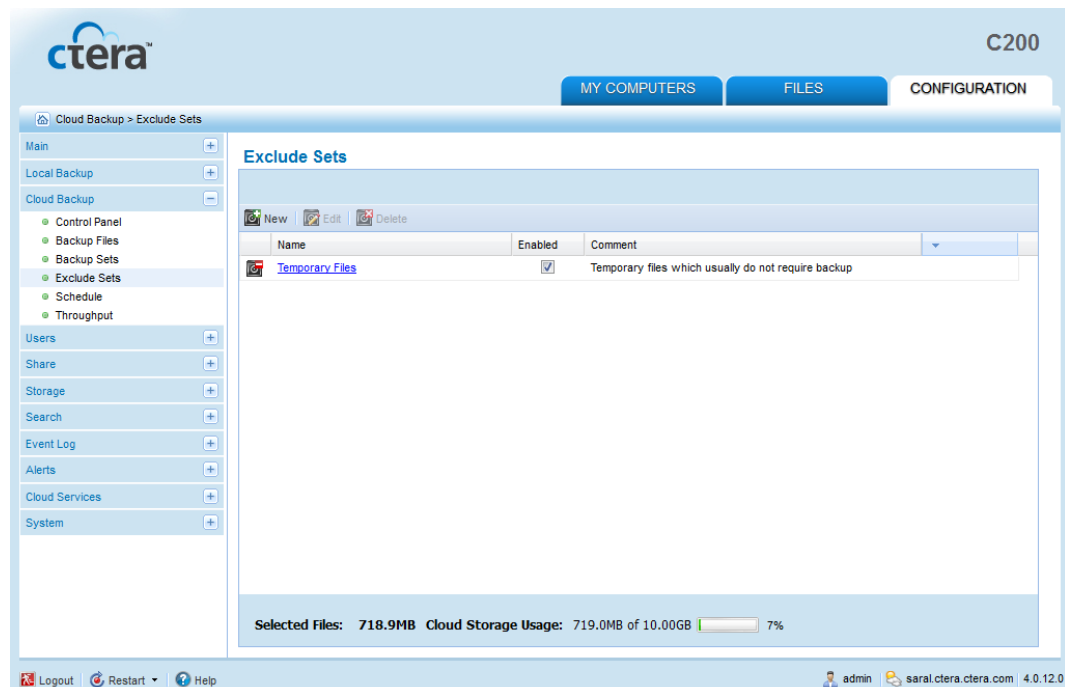 ctera™
C200
MY COMPUTERS
FILES
CONFIGURATION
Cloud Backup > Exclude Sets
Main
Local Backup
Cloud Backup
Control Panel
Backup Files
Backup Sets
Exclude Sets
Schedule
Throughput
Users
Share
Storage
Search
Event Log
Alerts
Cloud Services
System
Exclude Sets
New
Edit
Delete
Name Enabled Comment
Temporary Files Temporary files which usually do not require backup
Selected Files: 718.9MB Cloud Storage Usage: 719.0MB of 10.00GB 7%
Logout Restart Help admin saral.ctera.ctera.com 4.0.12.0